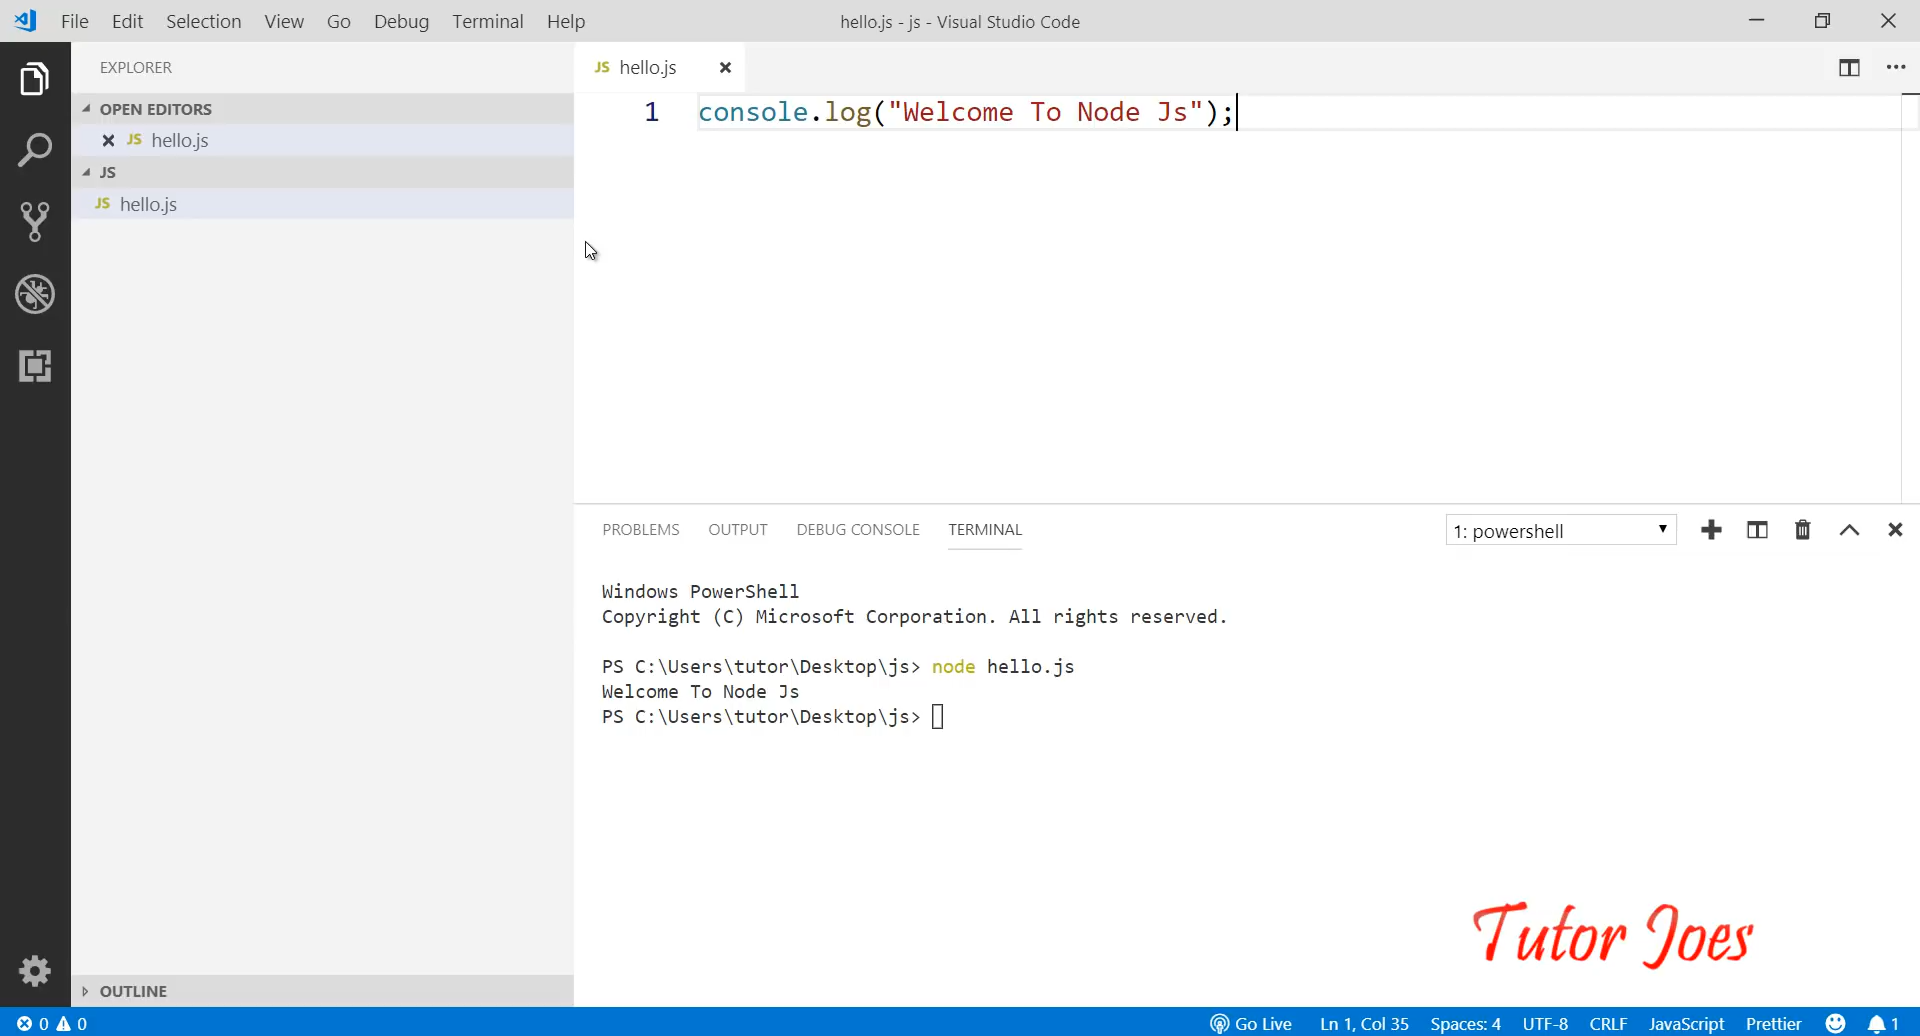 File Edit Selection View Go Debug Terminal Help
hello.js - js - Visual Studio Code
EXPLORER
OPEN EDITORS
JS hello.js
JS
JS hello.js
OUTLINE
JS hello.js
1 console.log("Welcome To Node Js");
PROBLEMS OUTPUT DEBUG CONSOLE TERMINAL
1: powershell
Windows PowerShell
Copyright (C) Microsoft Corporation. All rights reserved.
PS C:\Users\tutor\Desktop\js> node hello.js
Welcome To Node Js
PS C:\Users\tutor\Desktop\js>
Tutor Joes
0 0
Go Live Ln 1, Col 35 Spaces: 4 UTF-8 CRLF JavaScript Prettier 1